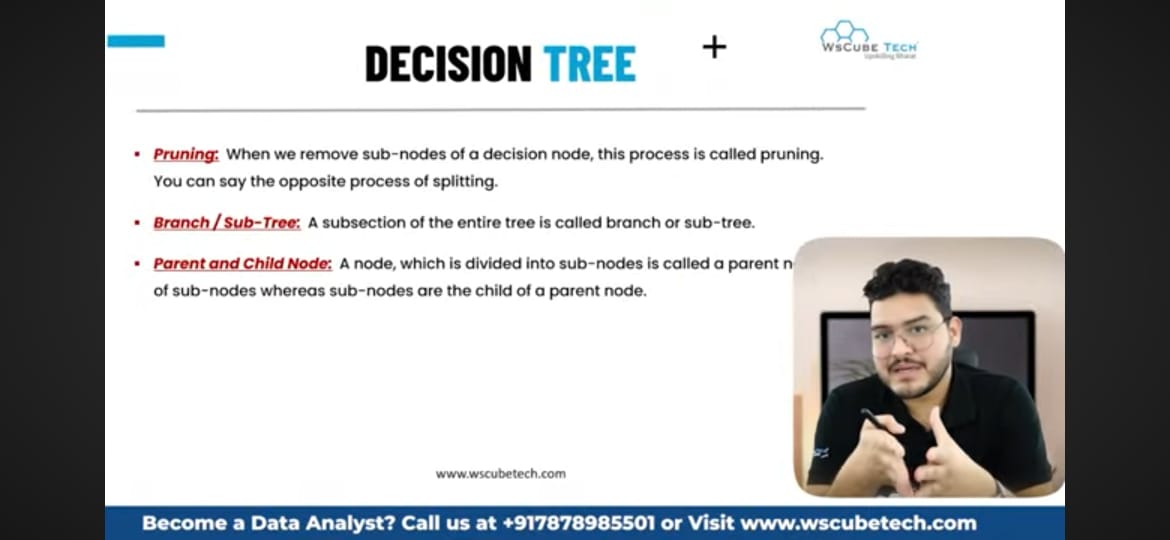 DECISION TREE
WsCube Tech
Upskilling Bharat
Pruning: When we remove sub-nodes of a decision node, this process is called pruning.
You can say the opposite process of splitting.
Branch / Sub-Tree: A subsection of the entire tree is called branch or sub-tree.
Parent and Child Node: A node, which is divided into sub-nodes is called a parent
of sub-nodes whereas sub-nodes are the child of a parent node.
www.wscubetech.com
Become a Data Analyst? Call us at +917878985501 or Visit www.wscubetech.com